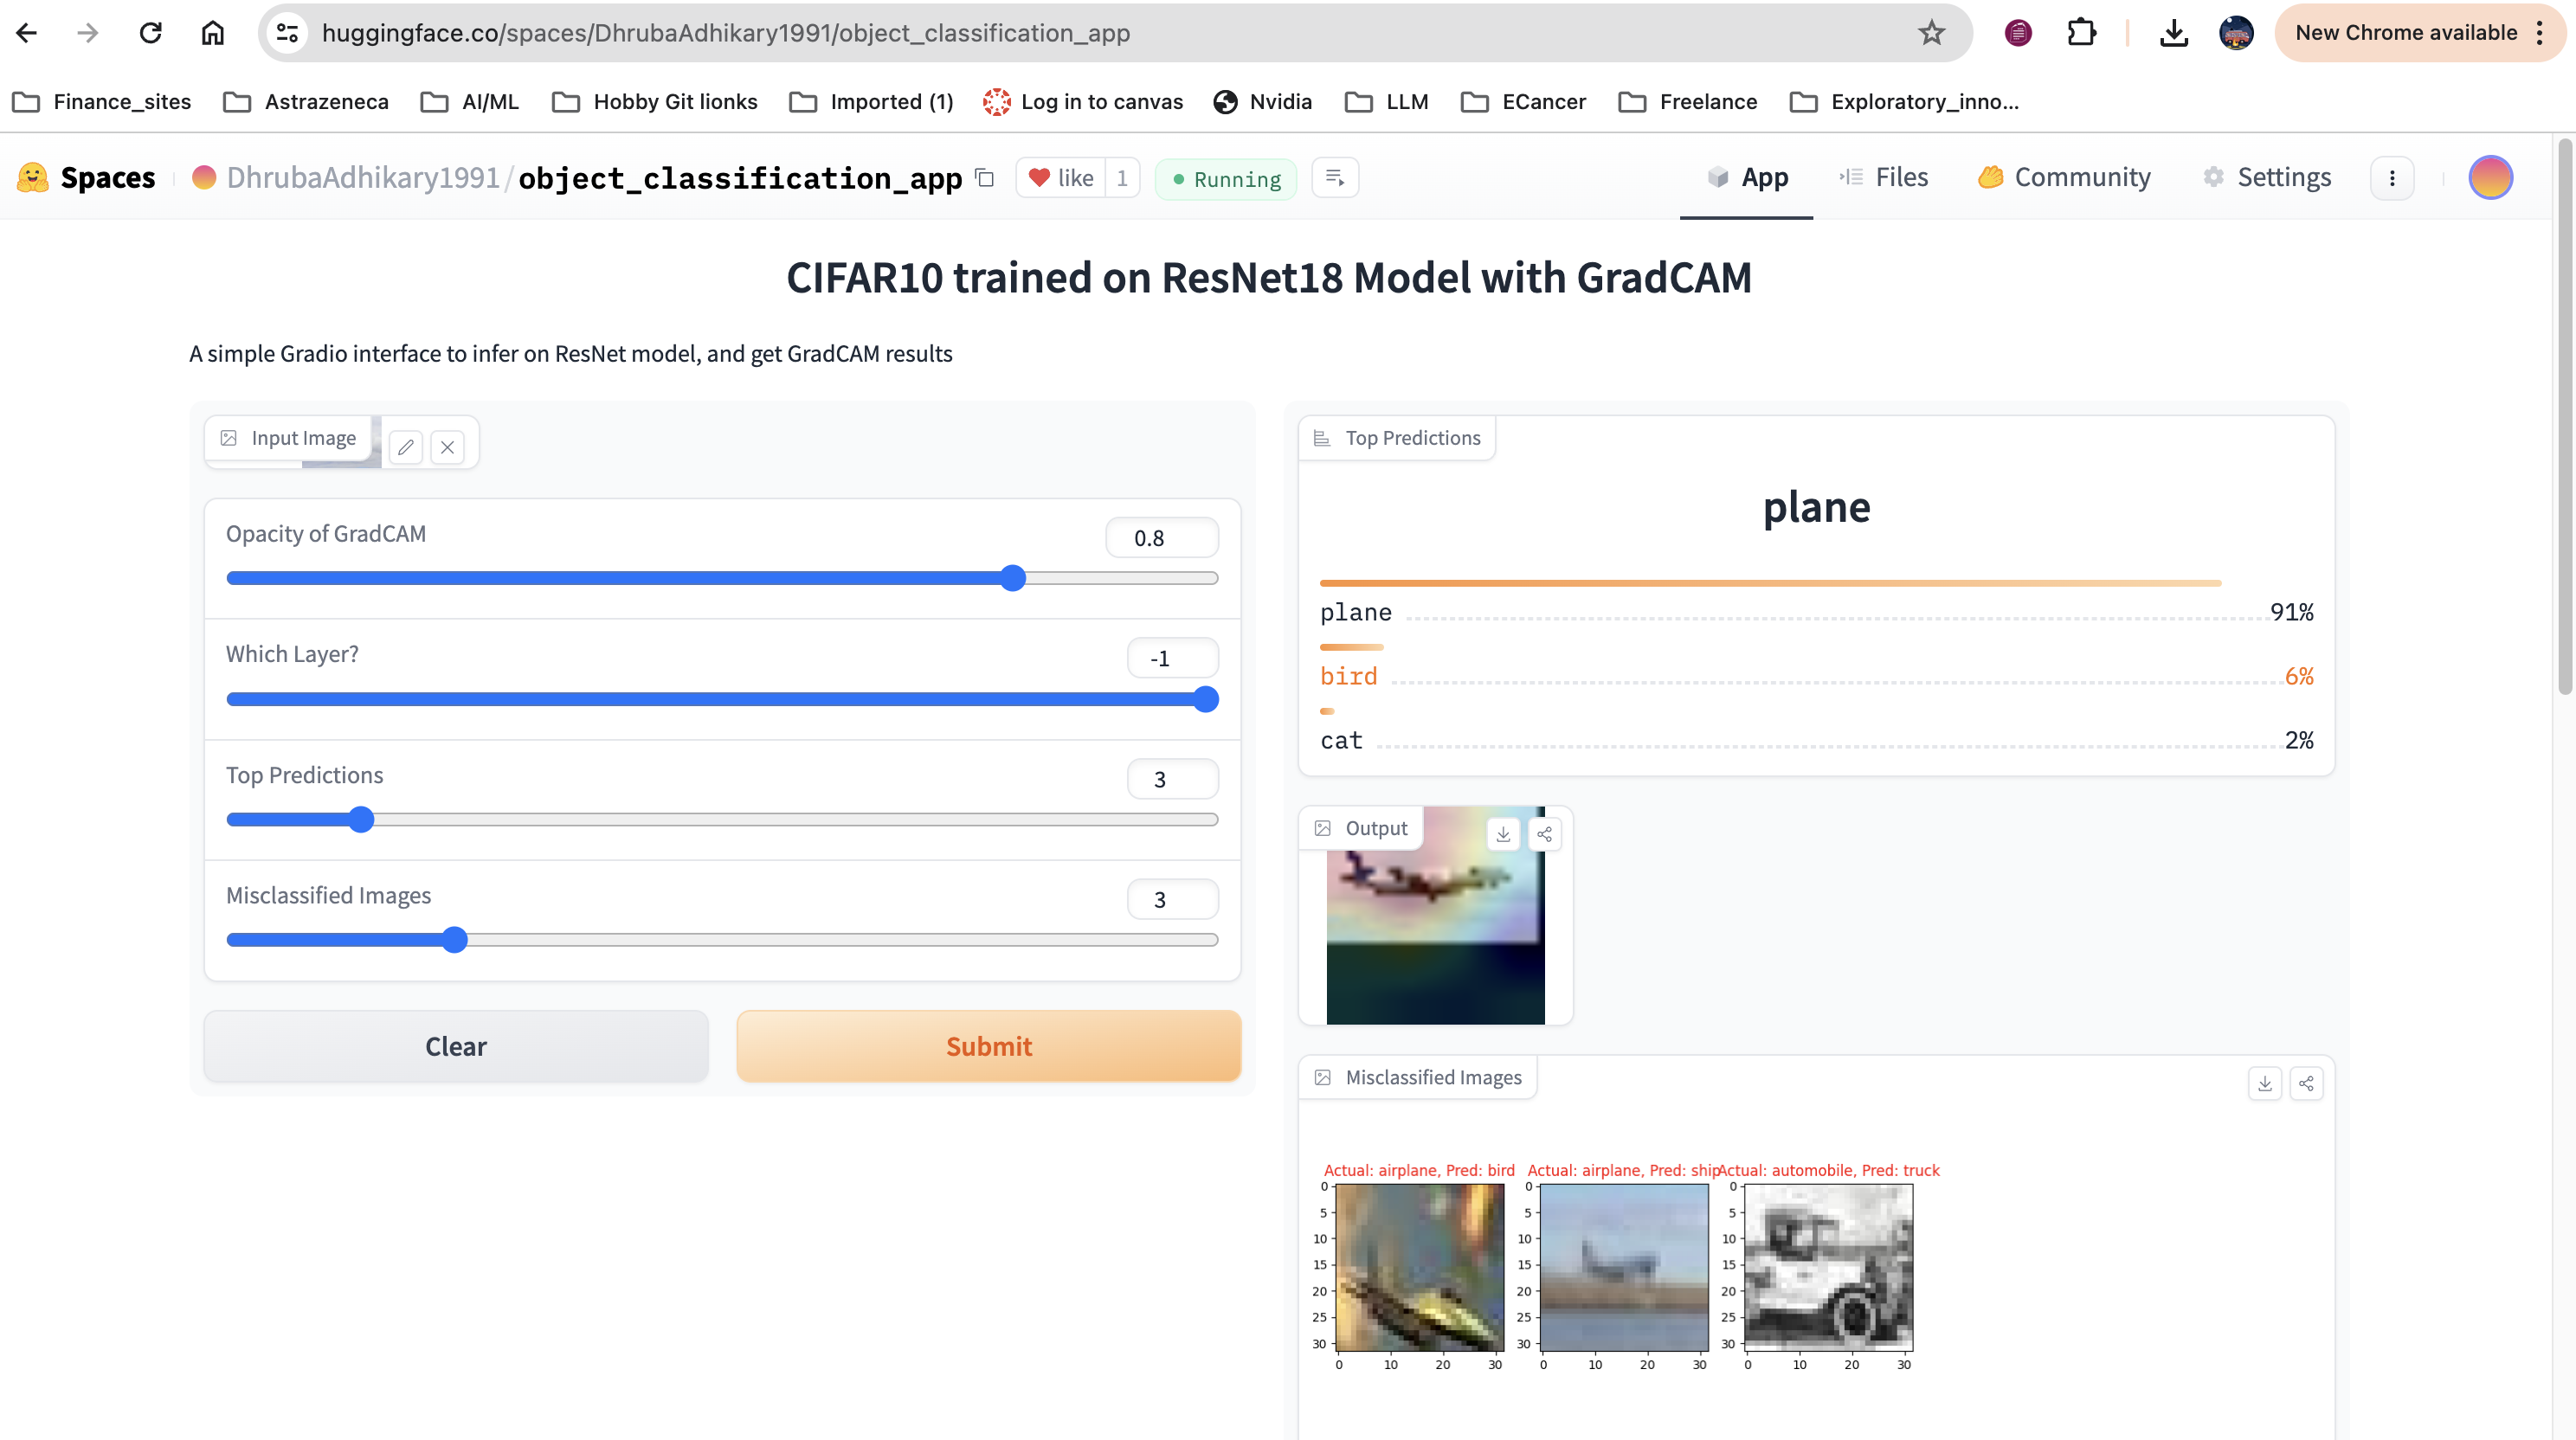 huggingface.co/spaces/DhrubaAdhikary1991/object_classification_app
New Chrome available
Finance_sites
Astrazeneca
AI/ML
Hobby Git lionks
Imported (1)
Log in to canvas
Nvidia
LLM
ECancer
Freelance
Exploratory_inno...
Spaces
DhrubaAdhikary1991/object_classification_app
like 1
Running
App
Files
Community
Settings
CIFAR10 trained on ResNet18 Model with GradCAM
A simple Gradio interface to infer on ResNet model, and get GradCAM results
Input Image
Opacity of GradCAM
0.8
Which Layer?
-1
Top Predictions
3
Misclassified Images
3
Clear
Submit
Top Predictions
plane
plane 91%
bird 6%
cat 2%
Output
Misclassified Images
Actual: airplane, Pred: bird
0
5
10
15
20
25
30
0 10 20 30
Actual: airplane, Pred: ship
0
5
10
15
20
25
30
0 10 20 30
Actual: automobile, Pred: truck
0
5
10
15
20
25
30
0 10 20 30